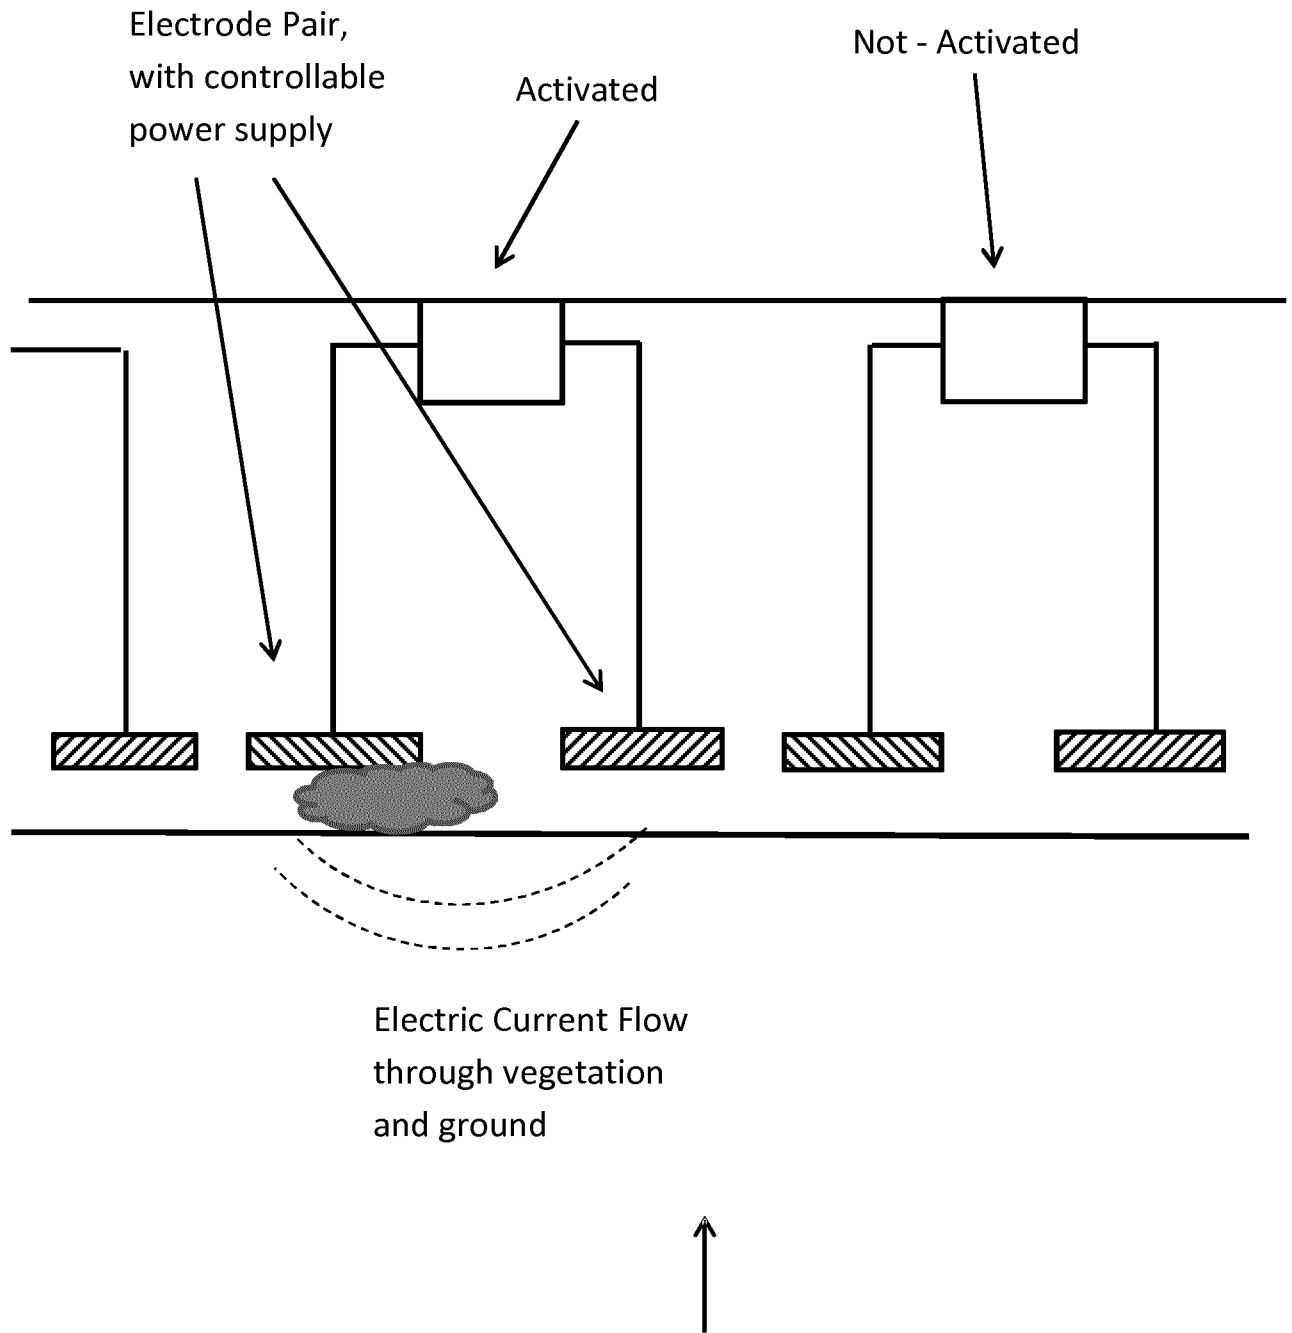 Electrode Pair,
with controllable
power supply
Activated
Not - Activated
Electric Current Flow
through vegetation
and ground